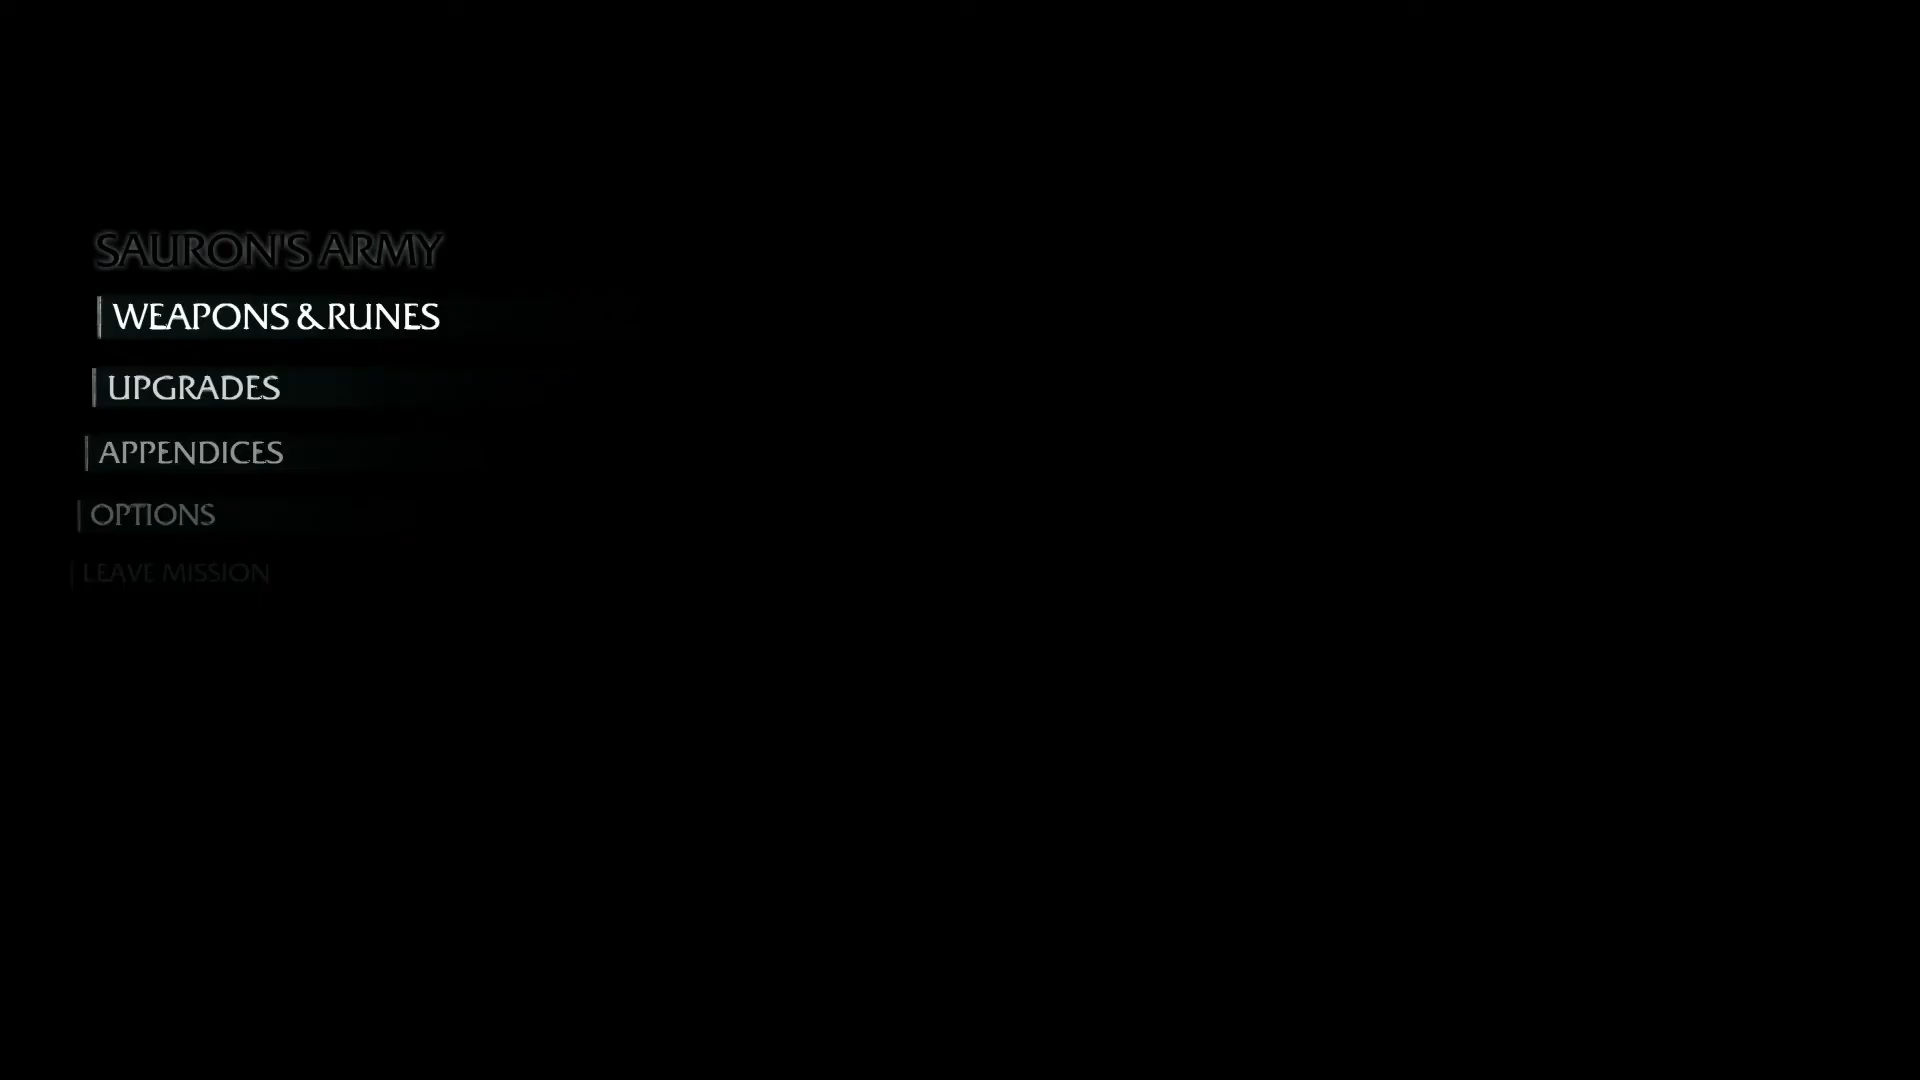 SAURON'S ARMY
WEAPONS & RUNES
UPGRADES
APPENDICES
OPTIONS
LEAVE MISSION